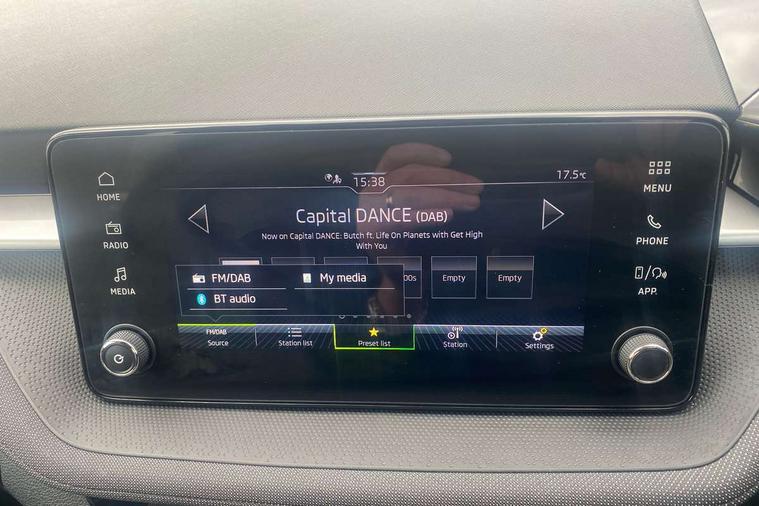 15:38
17.5°C
HOME
MENU
Capital DANCE (DAB)
Now on Capital DANCE: Butch ft. Life On Planets with Get High
With You
RADIO
PHONE
FM/DAB
My media
00s
Empty
Empty
MEDIA
APP.
BT audio
FM/DAB
Source
Station list
Preset list
Station
Settings